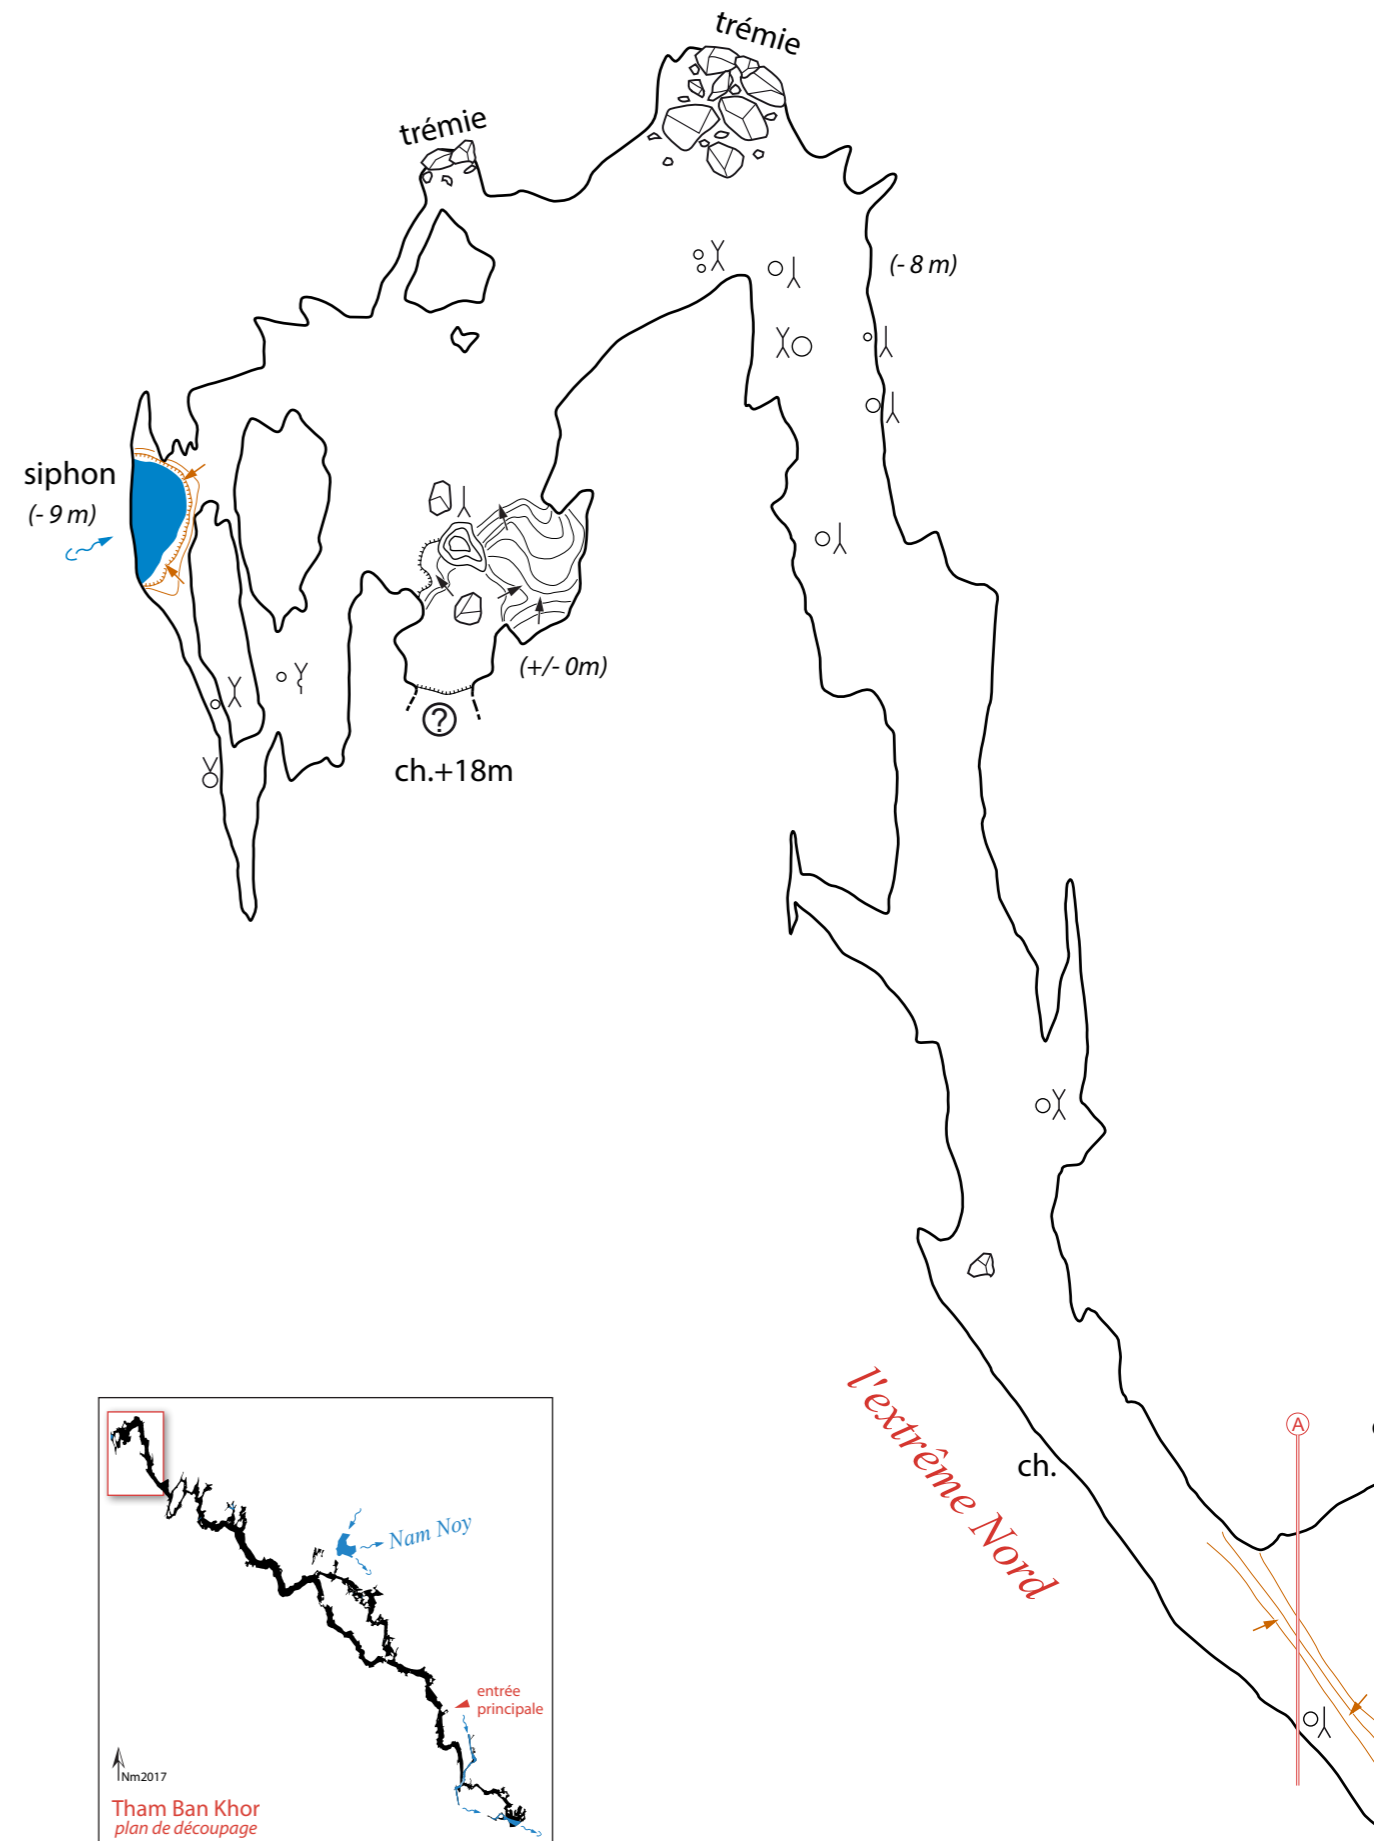 trémie
trémie
(- 8 m)
siphon
(- 9 m)
(+/- 0m)
?
ch.+18m
l'extrême Nord
ch.
A
Nam Noy
entrée
principale
Nm2017
Tham Ban Khor
plan de découpage